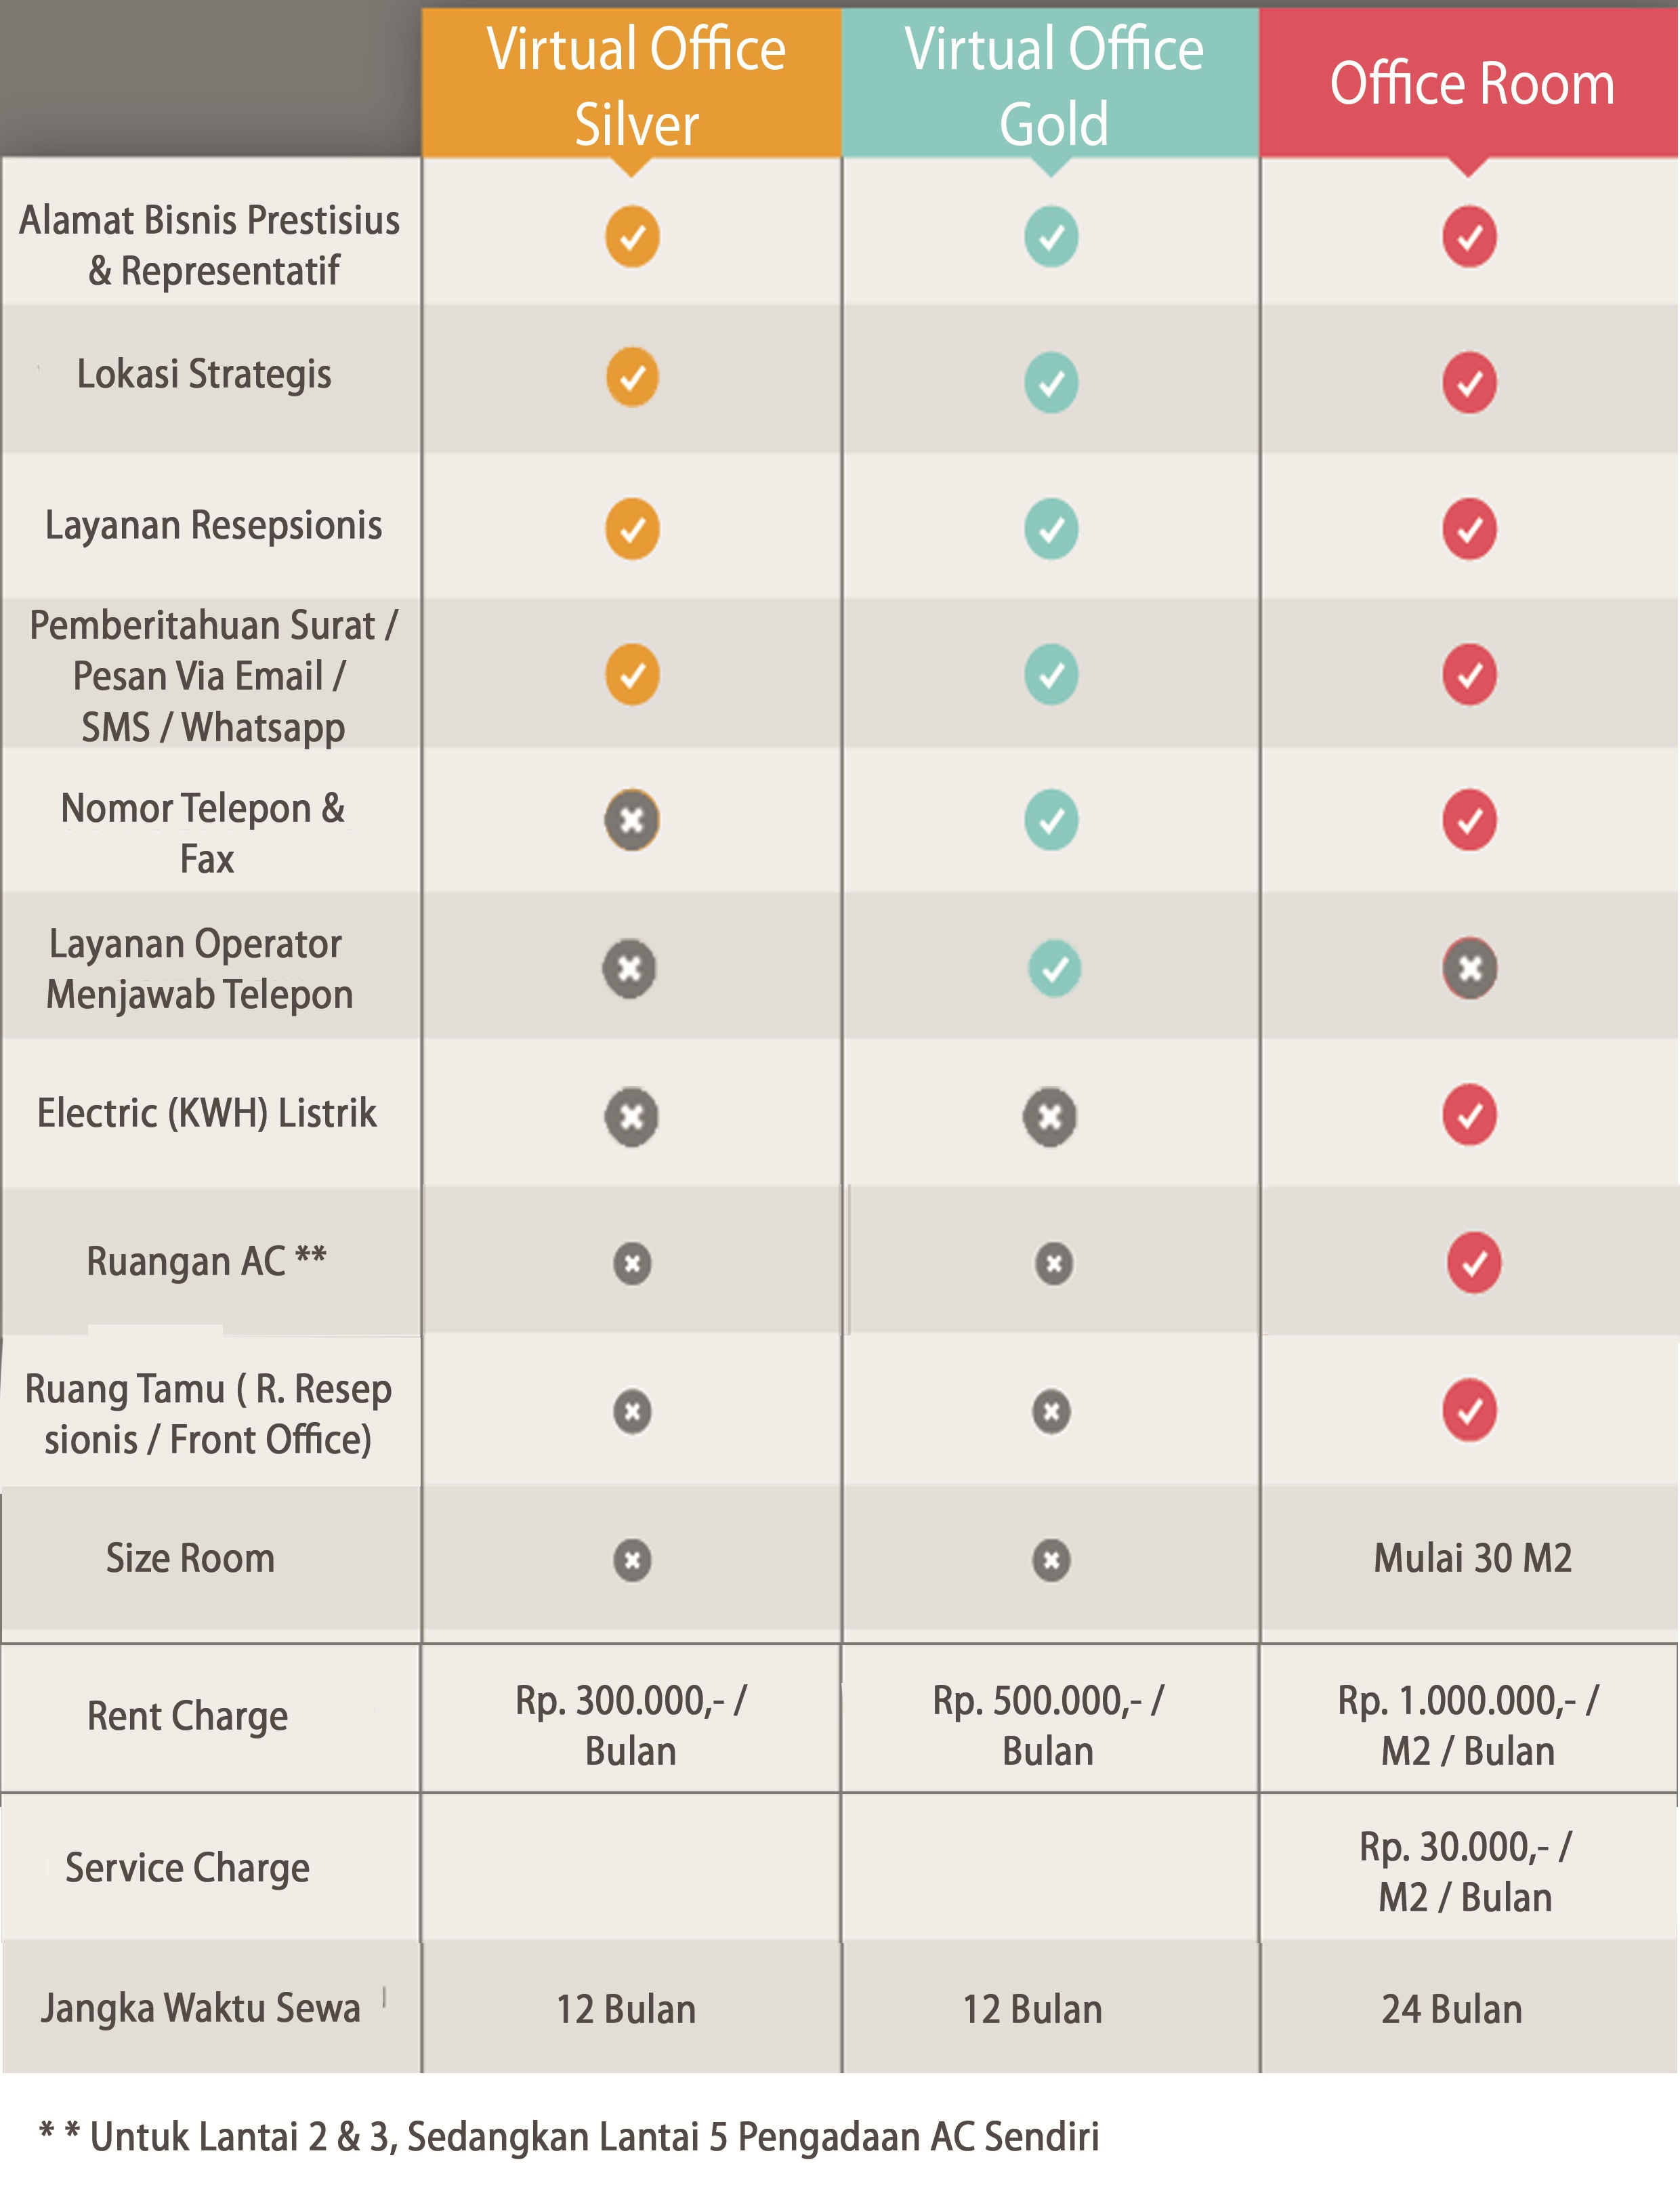 Virtual Office
Silver
Virtual Office
Gold
Office Room
Alamat Bisnis Prestisius
& Representatif
Lokasi Strategis
Layanan Resepsionis
Pemberitahuan Surat /
Pesan Via Email /
SMS / Whatsapp
Nomor Telepon &
Fax
Layanan Operator
Menjawab Telepon
Electric (KWH) Listrik
Ruangan AC **
Ruang Tamu ( R. Resep
sionis / Front Office)
Size Room
Mulai 30 M2
Rent Charge
Rp. 300.000,- /
Bulan
Rp. 500.000,- /
Bulan
Rp. 1.000.000,- /
M2 / Bulan
Service Charge
Rp. 30.000,- /
M2 / Bulan
Jangka Waktu Sewa
12 Bulan
12 Bulan
24 Bulan
* * Untuk Lantai 2 & 3, Sedangkan Lantai 5 Pengadaan AC Sendiri